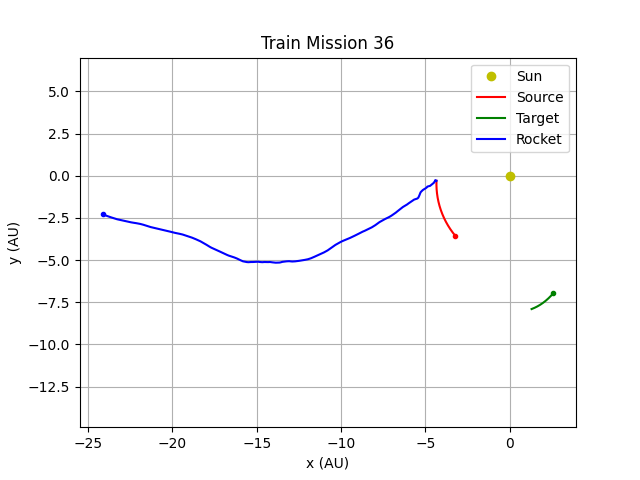 Train Mission 36
Sun
Source
Target
Rocket
5.0
2.5
0.0
−2.5
−5.0
−7.5
−10.0
−12.5
y (AU)
−25 −20 −15 −10 −5 0
x (AU)